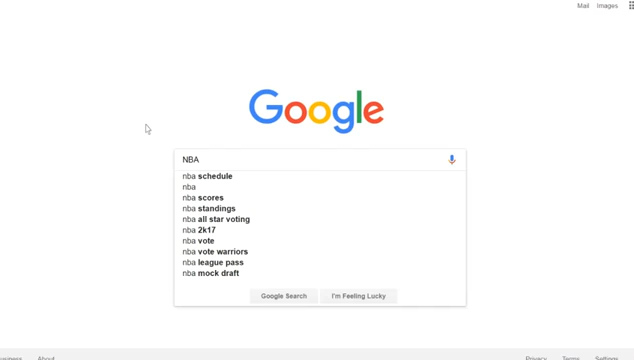 Mail Images
Google
NBA
nba schedule
nba
nba scores
nba standings
nba all star voting
nba 2k17
nba vote
nba vote warriors
nba league pass
nba mock draft
Google Search I'm Feeling Lucky
About Privacy Terms Settings